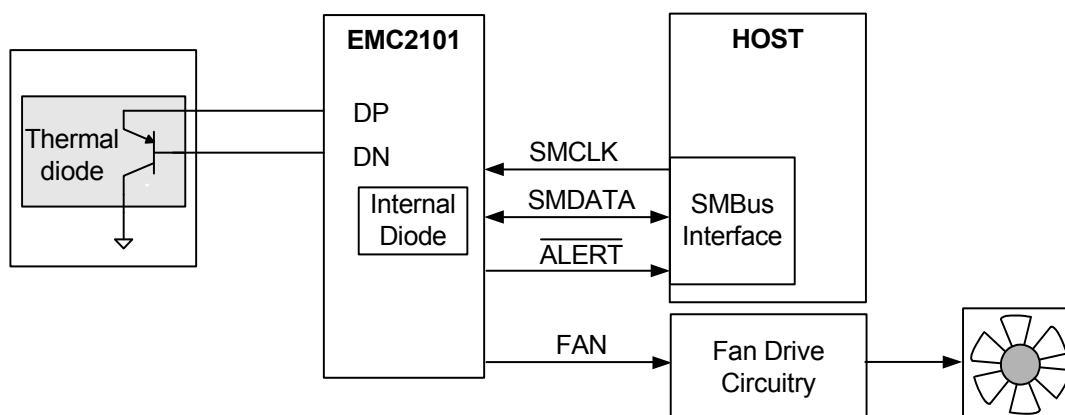 EMC2101
HOST
DP
DN
Thermal
diode
Internal
Diode
SMCLK
SMDATA
ALERT
SMBus
Interface
FAN
Fan Drive
Circuitry